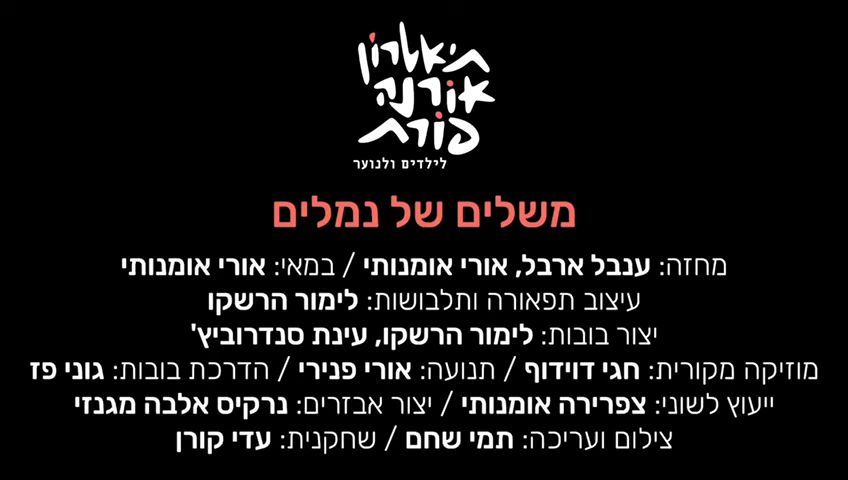 תיאטרון
אורנה
פורת
לילדים ולנוער
משלים של נמלים
מחזה: ענבל ארבל, אורי אומנותי / במאי: אורי אומנותי
עיצוב תפאורה ותלבושות: לימור הרשקו
יצור בובות: לימור הרשקו, עינת סנדרוביץ'
מוזיקה מקורית: חגי דוידוף / תנועה: אורי פנירי / הדרכת בובות: גוני פז
ייעוץ לשוני: צפרירה אומנותי / יצור אבזרים: נרקיס אלבה מגנזי
צילום ועריכה: תמי שחם / שחקנית: עדי קורן